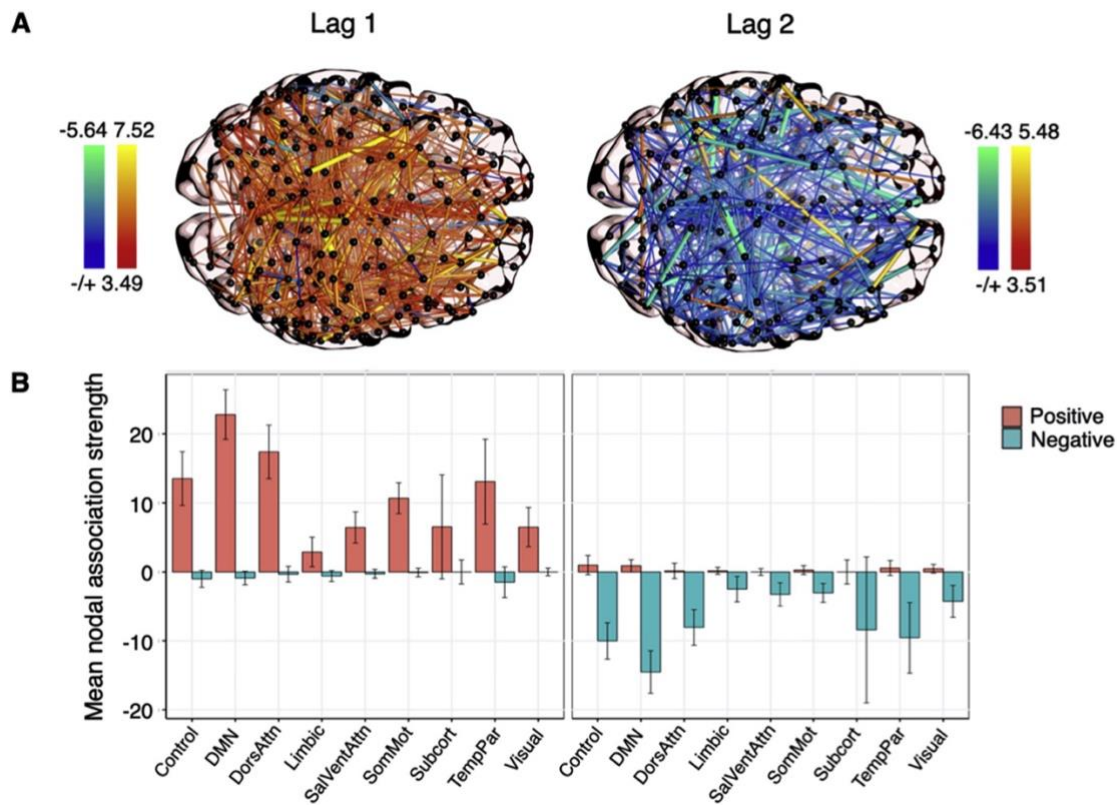 A
Lag 1
Lag 2
-5.64 7.52
-/+ 3.49
-6.43 5.48
-/+ 3.51
B
Mean nodal association strength
20
10
0
-10
-20
Positive
Negative
Control
DMN
DorsAttn
Limbic
SalVentAttn
SomMot
Subcort
TempPar
Visual
Control
DMN
DorsAttn
Limbic
SalVentAttn
SomMot
Subcort
TempPar
Visual